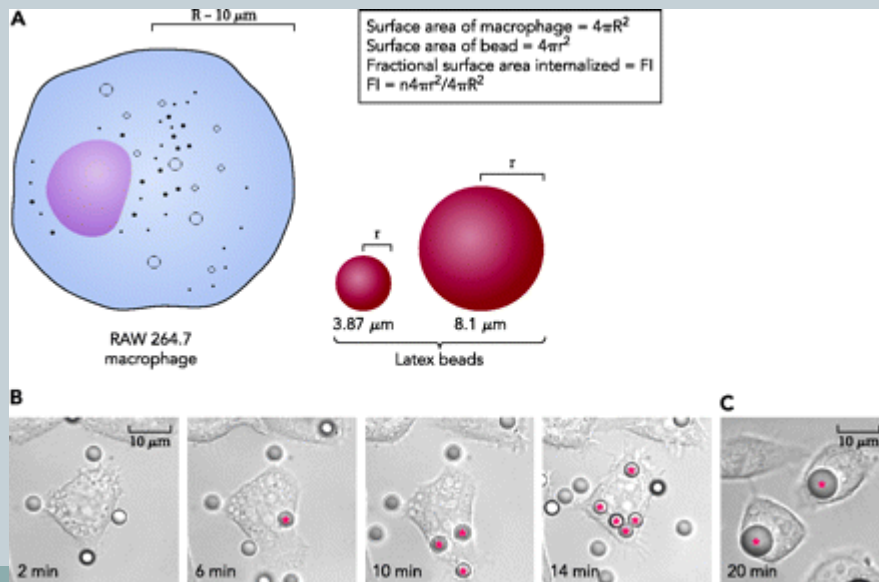 A
R ~ 10 μm
Surface area of macrophage = 4πR²
Surface area of bead = 4πr²
Fractional surface area internalized = FI
FI = n4πr²/4πR²
r
r
3.87 μm
8.1 μm
RAW 264.7
macrophage
Latex beads
B
C
10 μm
2 min
6 min
10 min
14 min
10 μm
20 min